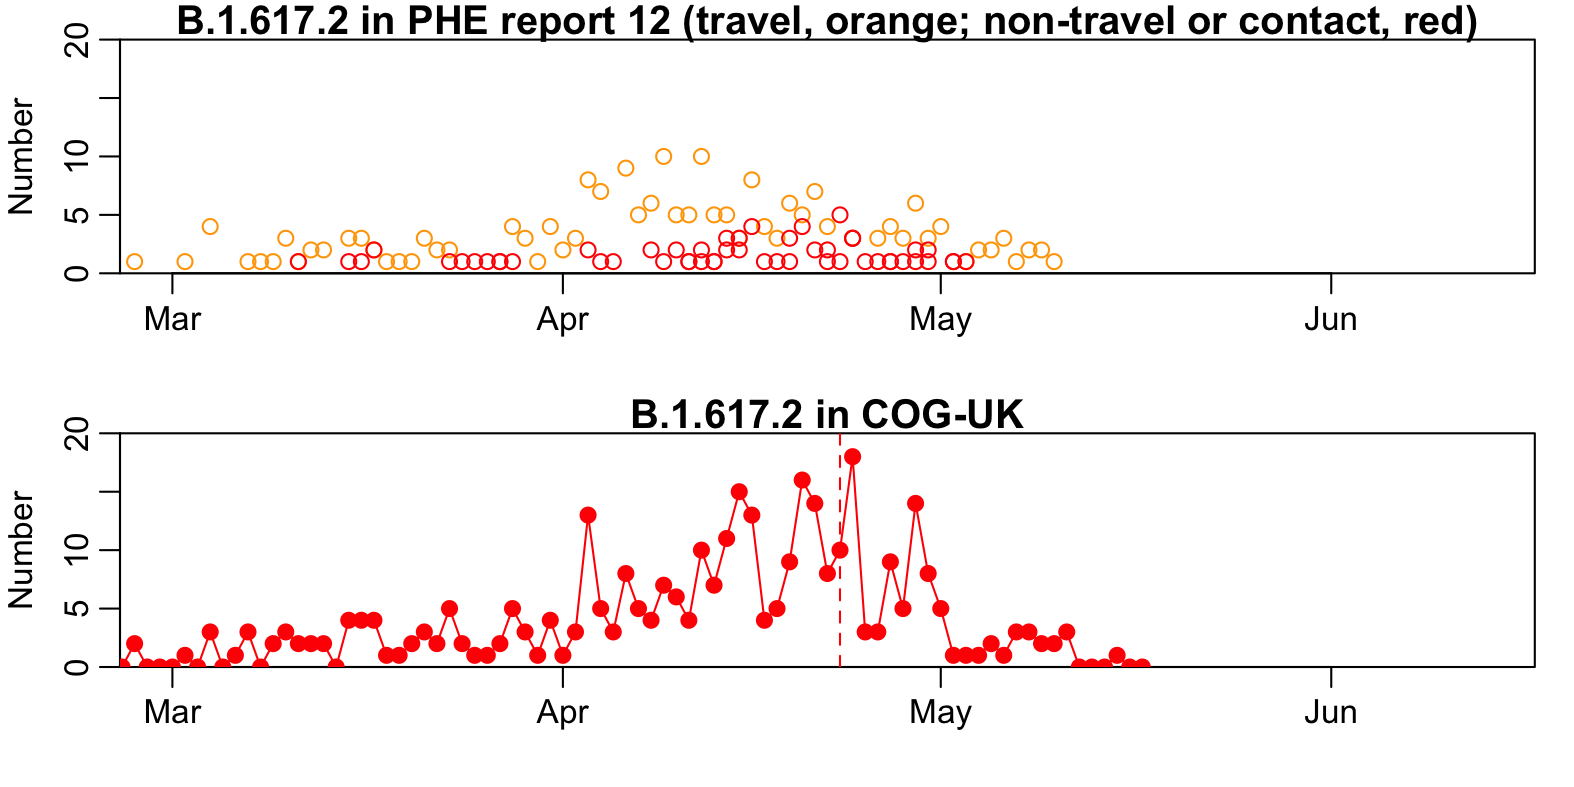 B.1.617.2 in PHE report 12 (travel, orange; non-travel or contact, red)
Number
20
10
5
0
Mar Apr May Jun
B.1.617.2 in COG-UK
Number
20
10
5
0
Mar Apr May Jun